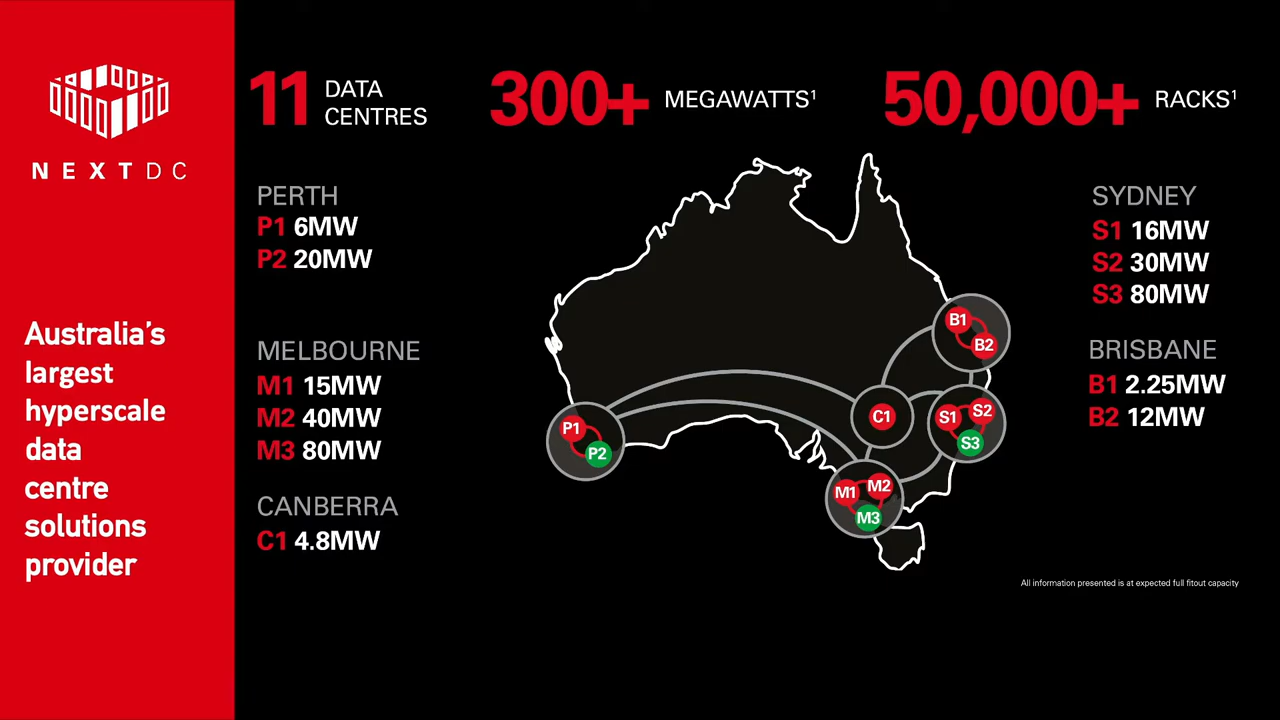 NEXTDC
Australia's
largest
hyperscale
data
centre
solutions
provider
11 DATA
CENTRES
300+ MEGAWATTS¹
50,000+ RACKS¹
PERTH
P1 6MW
P2 20MW
MELBOURNE
M1 15MW
M2 40MW
M3 80MW
CANBERRA
C1 4.8MW
P1
P2
B1
B2
C1
S1 S2
S3
M1 M2
M3
SYDNEY
S1 16MW
S2 30MW
S3 80MW
BRISBANE
B1 2.25MW
B2 12MW
All information presented is at expected full fitout capacity